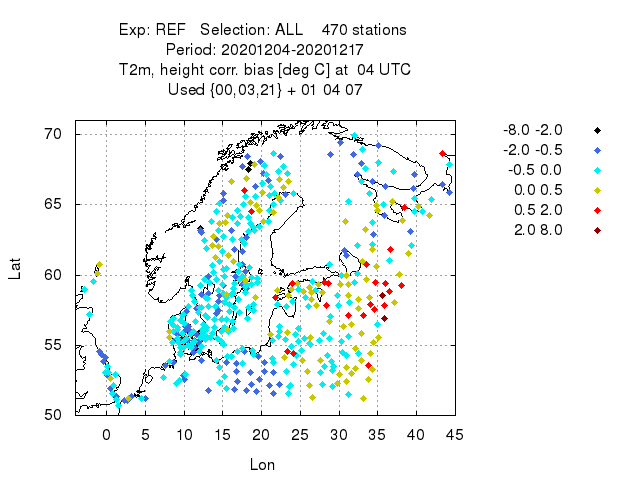 Exp: REF Selection: ALL 470 stations
Period: 20201204-20201217
T2m, height corr. bias [deg C] at 04 UTC
Used {00,03,21} + 01 04 07
70
65
60
55
50
Lat
0 5 10 15 20 25 30 35 40 45
Lon
-8.0 -2.0
-2.0 -0.5
-0.5 0.0
0.0 0.5
0.5 2.0
2.0 8.0